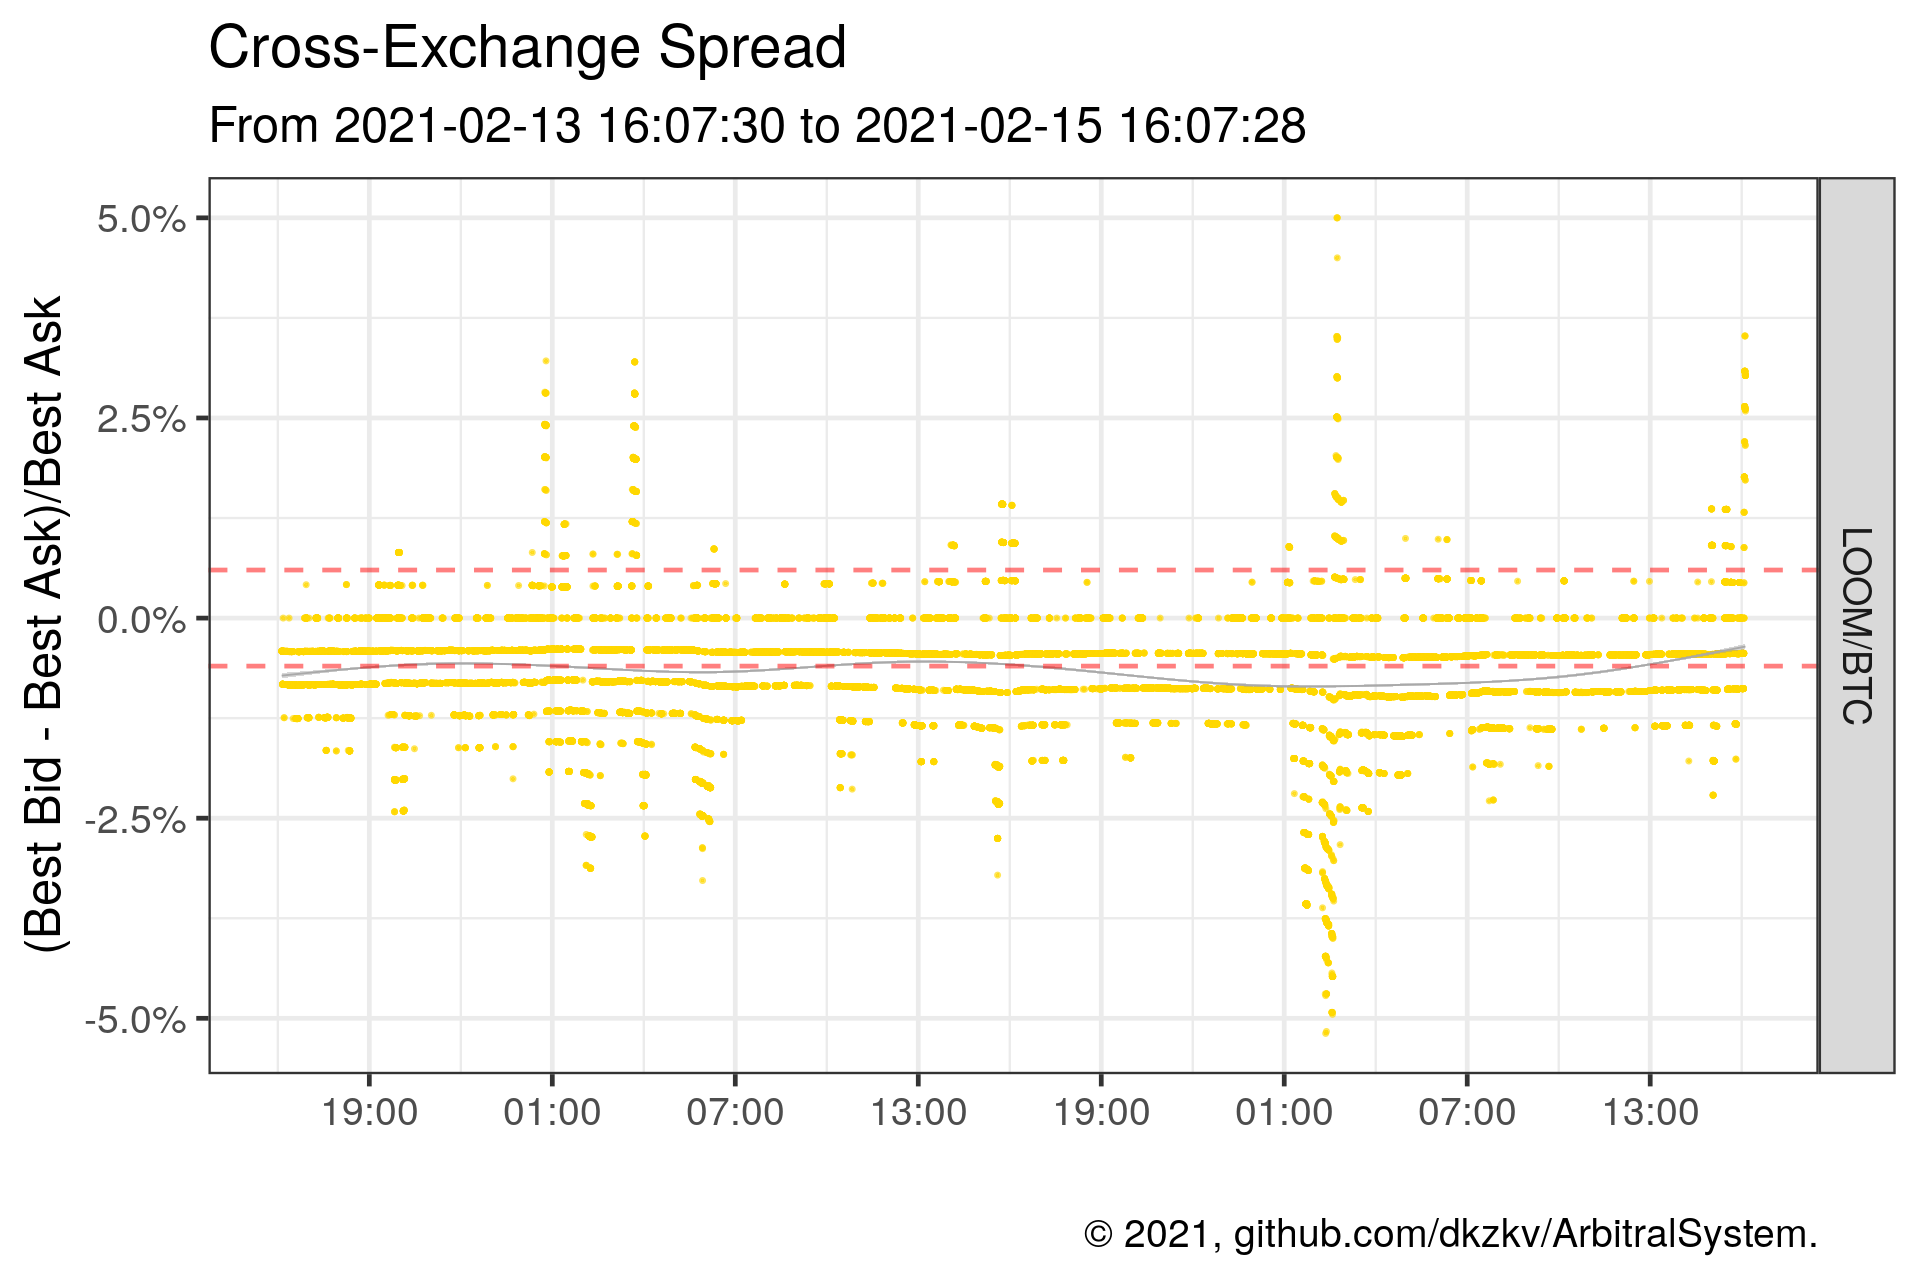 Cross-Exchange Spread
From 2021-02-13 16:07:30 to 2021-02-15 16:07:28
(Best Bid - Best Ask)/Best Ask
5.0%
2.5%
0.0%
-2.5%
-5.0%
LOOM/BTC
19:00 01:00 07:00 13:00 19:00 01:00 07:00 13:00
© 2021, github.com/dkzkv/ArbitralSystem.